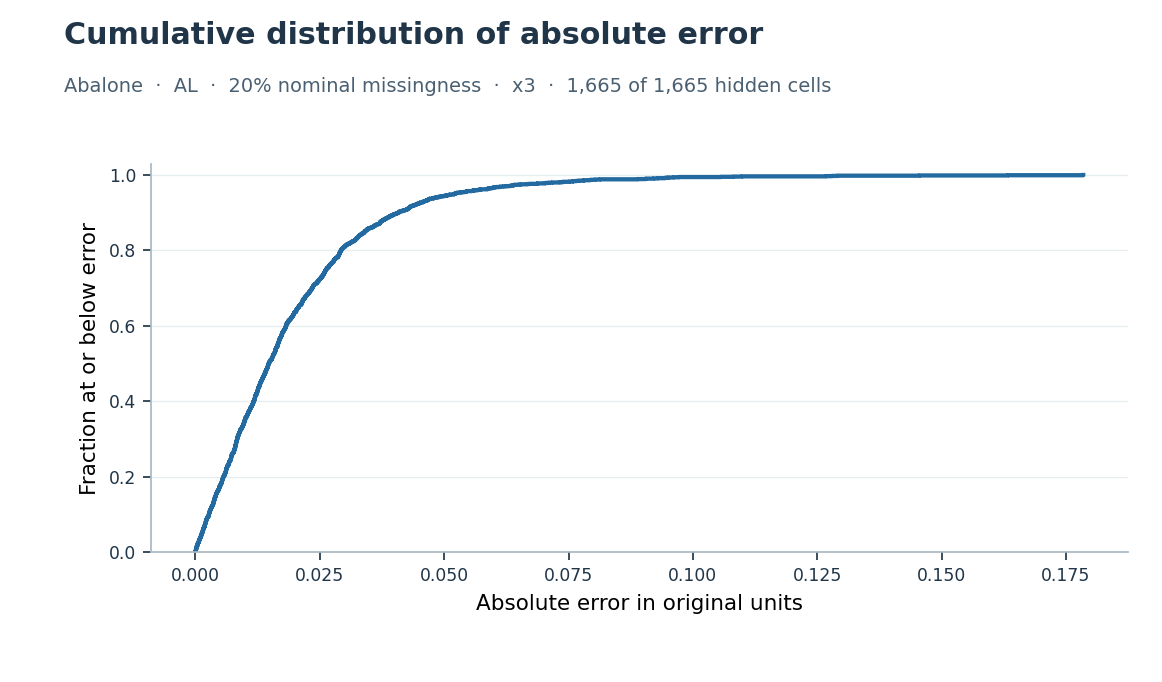 Cumulative distribution of absolute error
Abalone · AL · 20% nominal missingness · x3 · 1,665 of 1,665 hidden cells
Fraction at or below error
1.0
0.8
0.6
0.4
0.2
0.0
0.000 0.025 0.050 0.075 0.100 0.125 0.150 0.175
Absolute error in original units